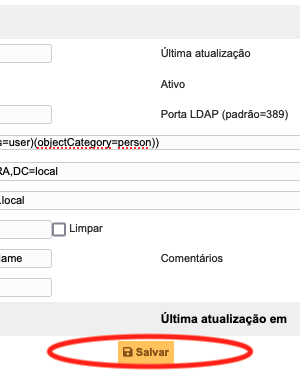 Última atualização
Ativo
Porta LDAP (padrão=389)
s=user)(objectCategory=person))
RA,DC=local
.local
Limpar
Name Comentários
Última atualização em
Salvar